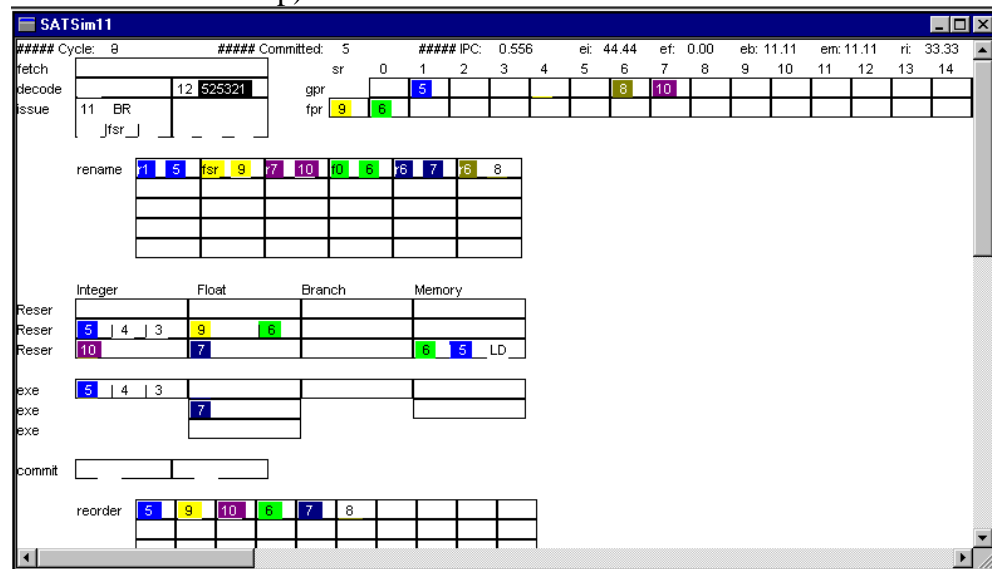 SATSim11
##### Cycle: 9 ##### Committed: 5 ##### IPC: 0.556 ei: 44.44 ef: 0.00 eb: 11.11 em: 11.11 ri: 33.33
fetch sr 0 1 2 3 4 5 6 7 8 9 10 11 12 13 14
decode 12 525321 gpr 5 8 10
issue 11 BR fpr 9 6
fsr
rename r1 5 fsr 9 r7 10 f0 6 r6 7 r6 8
Integer Float Branch Memory
Reser
Reser 5 4 3 9 6
Reser 10 7 6 5 LD
exe 5 4 3
exe 7
exe
commit
reorder 5 9 10 6 7 8